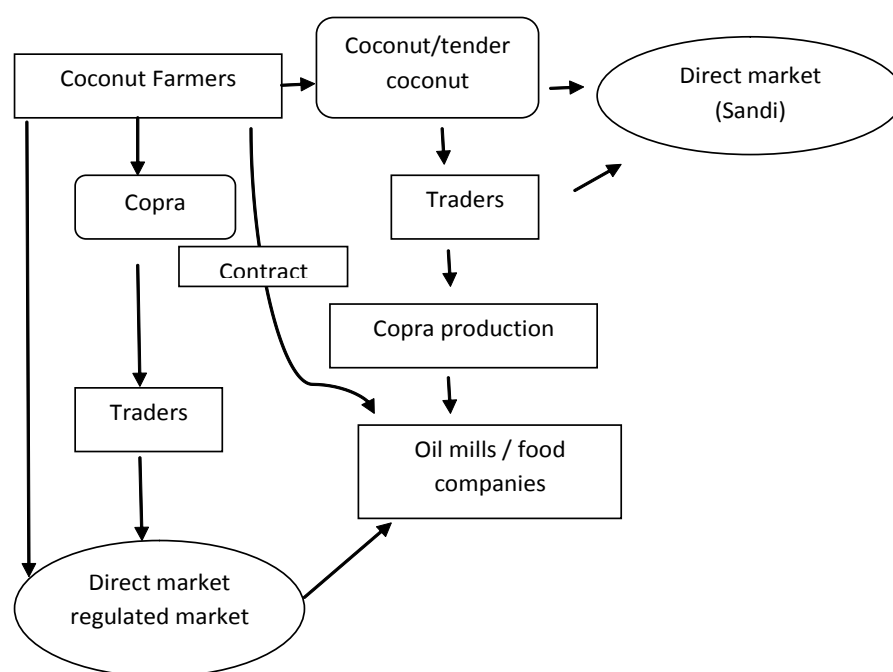 Coconut Farmers
Coconut/tender
coconut
Direct market
(Sandi)
Copra
Traders
Contract
Copra production
Traders
Oil mills / food
companies
Direct market
regulated market